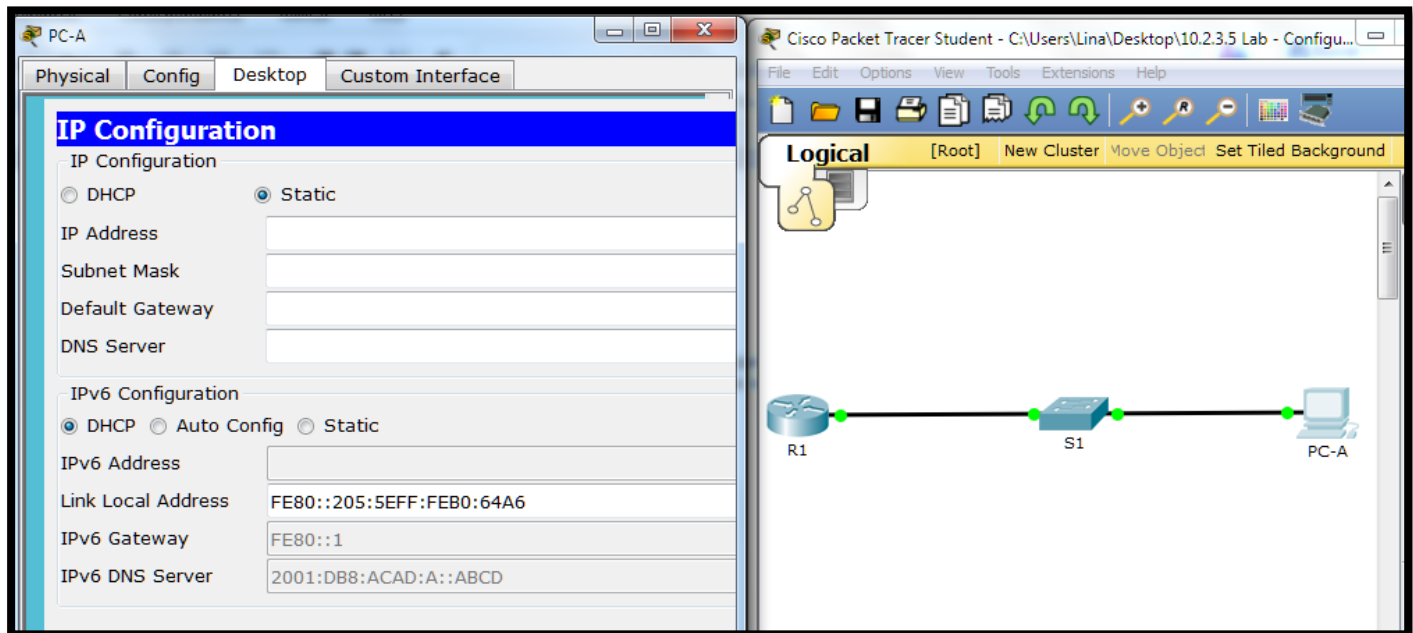 PC-A
Physical Config Desktop Custom Interface
IP Configuration
IP Configuration
DHCP Static
IP Address
Subnet Mask
Default Gateway
DNS Server
IPv6 Configuration
DHCP Auto Config Static
IPv6 Address
Link Local Address FE80::205:5EFF:FEB0:64A6
IPv6 Gateway FE80::1
IPv6 DNS Server 2001:DB8:ACAD:A::ABCD
Cisco Packet Tracer Student - C:\Users\Lina\Desktop\10.2.3.5 Lab - Configu...
File Edit Options View Tools Extensions Help
Logical [Root] New Cluster Move Object Set Tiled Background
R1 S1 PC-A